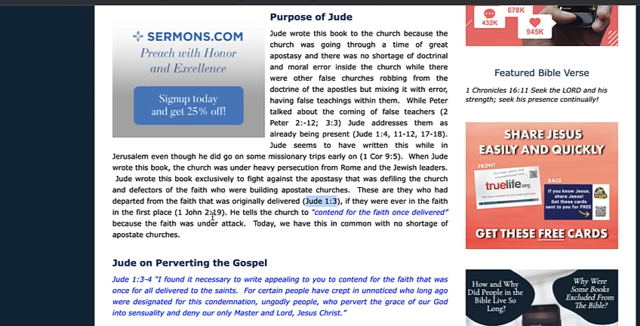 SERMONS.COM
Preach with Honor
and Excellence
Signup today
and get 25% off!
Purpose of Jude
Jude wrote this book to the church because the
church was going through a time of great
apostasy and there was no shortage of doctrinal
and moral error inside the church while there
were other false churches robbing from the
doctrine of the apostles but mixing it with error,
having false teachings within them. While Peter
talked about the coming of false teachers (2
Peter 2:-12; 3:3) Jude addresses them as
already being present (Jude 1:4, 11-12, 17-18).
Jude seems to have written this while in
Jerusalem even though he did go on some missionary trips early on (1 Cor 9:5). When Jude
wrote this book, the church was under heavy persecution from Rome and the Jewish leaders.
Jude wrote this book exclusively to fight against the apostasy that was defiling the church
and defectors of the faith who were building apostate churches. These are they who had
departed from the faith that was originally delivered (Jude 1:3), if they were ever in the faith
in the first place (1 John 2:19). He tells the church to "contend for the faith once delivered"
because the faith was under attack. Today, we have this in common with no shortage of
apostate churches.
Jude on Perverting the Gospel
Jude 1:3-4 "I found it necessary to write appealing to you to contend for the faith that was
once for all delivered to the saints. For certain people have crept in unnoticed who long ago
were designated for this condemnation, ungodly people, who pervert the grace of our God
into sensuality and deny our only Master and Lord, Jesus Christ."
678K
432K
945K
Featured Bible Verse
1 Chronicles 16:11 Seek the LORD and his
strength; seek his presence continually!
SHARE JESUS
EASILY AND QUICKLY
FRONT
truelife.org
BACK
If you know Jesus,
share Jesus!
Get these cards
sent to you for FREE
GET THESE FREE CARDS
How and Why
Did People in
the Bible Live So
Long?
Why Were
Some Books
Excluded From
The Bible?